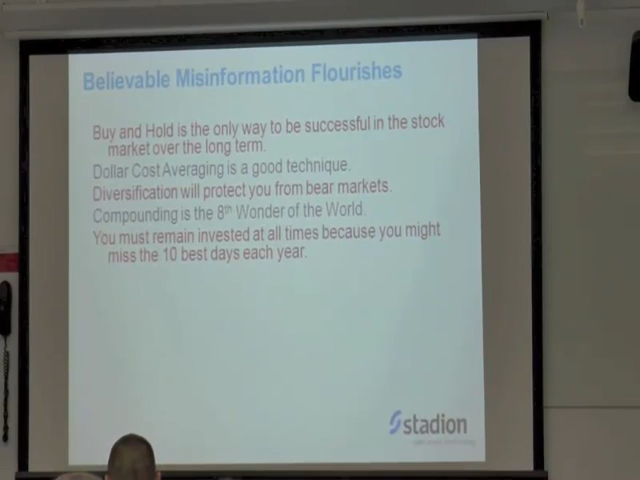 Believable Misinformation Flourishes
Buy and Hold is the only way to be successful in the stock
market over the long term.
Dollar Cost Averaging is a good technique.
Diversification will protect you from bear markets.
Compounding is the 8th Wonder of the World.
You must remain invested at all times because you might
miss the 10 best days each year.
stadion